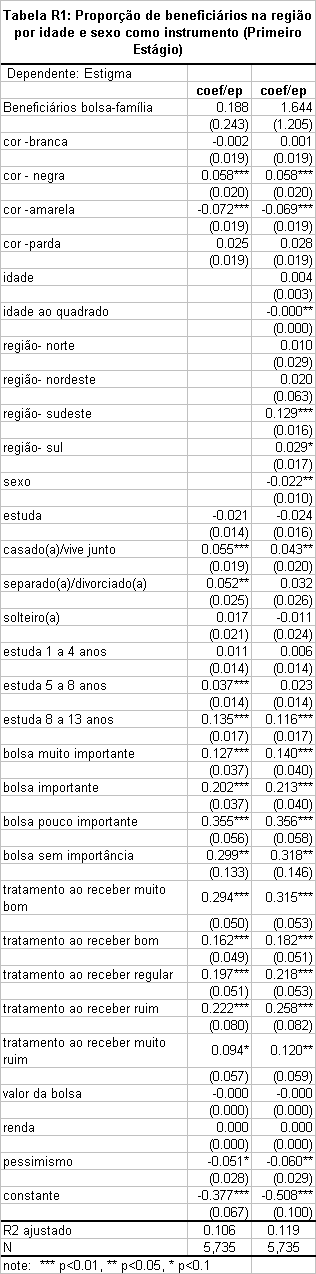 Tabela R1: Proporção de beneficiários na região
por idade e sexo como instrumento (Primeiro
Estágio)
Dependente: Estigma
coef/ep coef/ep
Beneficiários bolsa-família 0.188 1.644
(0.243) (1.205)
cor -branca -0.002 0.001
(0.019) (0.019)
cor - negra 0.058*** 0.058***
(0.020) (0.020)
cor -amarela -0.072*** -0.069***
(0.019) (0.019)
cor -parda 0.025 0.028
(0.019) (0.019)
idade 0.004
(0.003)
idade ao quadrado -0.000**
(0.000)
região- norte 0.010
(0.029)
região- nordeste 0.020
(0.063)
região- sudeste 0.129***
(0.016)
região- sul 0.029*
(0.017)
sexo -0.022**
(0.010)
estuda -0.021 -0.024
(0.014) (0.016)
casado(a)/vive junto 0.055*** 0.043**
(0.019) (0.020)
separado(a)/divorciado(a) 0.052** 0.032
(0.025) (0.026)
solteiro(a) 0.017 -0.011
(0.021) (0.024)
estuda 1 a 4 anos 0.011 0.006
(0.014) (0.014)
estuda 5 a 8 anos 0.037*** 0.023
(0.014) (0.014)
estuda 8 a 13 anos 0.135*** 0.116***
(0.017) (0.017)
bolsa muito importante 0.127*** 0.140***
(0.037) (0.040)
bolsa importante 0.202*** 0.213***
(0.037) (0.040)
bolsa pouco importante 0.355*** 0.356***
(0.056) (0.058)
bolsa sem importância 0.299** 0.318**
(0.133) (0.146)
tratamento ao receber muito
bom 0.294*** 0.315***
(0.050) (0.053)
tratamento ao receber bom 0.162*** 0.182***
(0.049) (0.051)
tratamento ao receber regular 0.197*** 0.218***
(0.051) (0.053)
tratamento ao receber ruim 0.222*** 0.258***
(0.080) (0.082)
tratamento ao receber muito
ruim 0.094* 0.120**
(0.057) (0.059)
valor da bolsa -0.000 -0.000
(0.000) (0.000)
renda 0.000 0.000
(0.000) (0.000)
pessimismo -0.051* -0.060**
(0.028) (0.029)
constante -0.377*** -0.508***
(0.067) (0.100)
R2 ajustado 0.106 0.119
N 5,735 5,735
note: *** p<0.01, ** p<0.05, * p<0.1